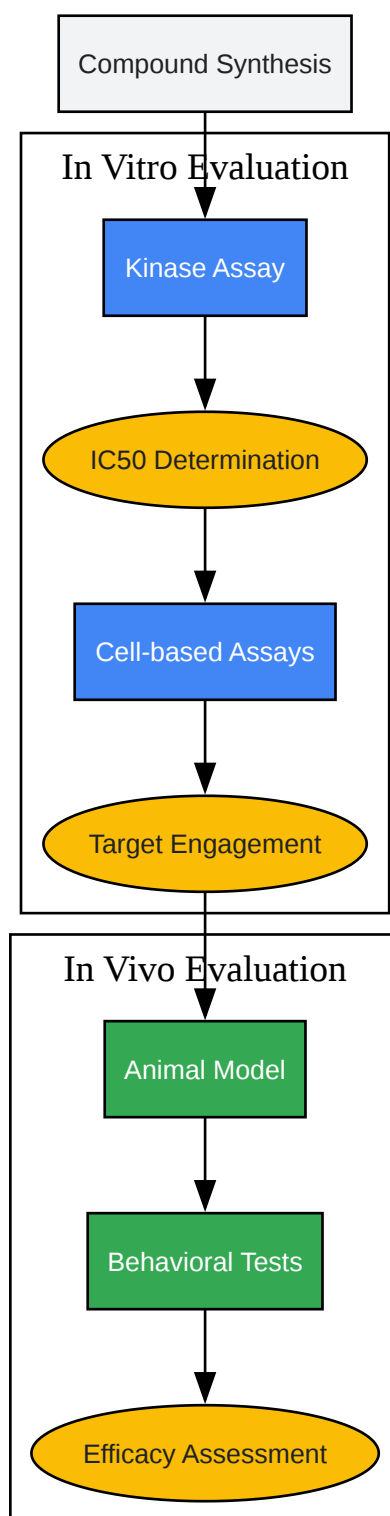 Compound Synthesis
In Vitro Evaluation
Kinase Assay
IC50 Determination
Cell-based Assays
Target Engagement
In Vivo Evaluation
Animal Model
Behavioral Tests
Efficacy Assessment